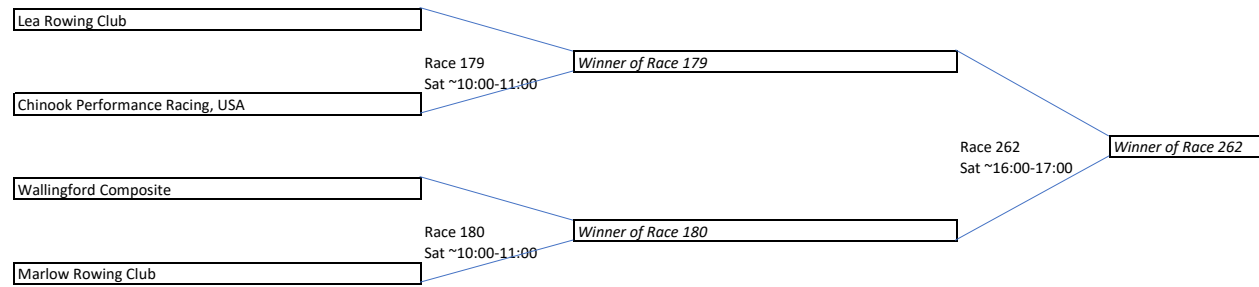 Lea Rowing Club
Race 179
Sat ~10:00-11:00
Winner of Race 179
Chinook Performance Racing, USA
Race 262
Sat ~16:00-17:00
Winner of Race 262
Wallingford Composite
Race 180
Sat ~10:00-11:00
Winner of Race 180
Marlow Rowing Club